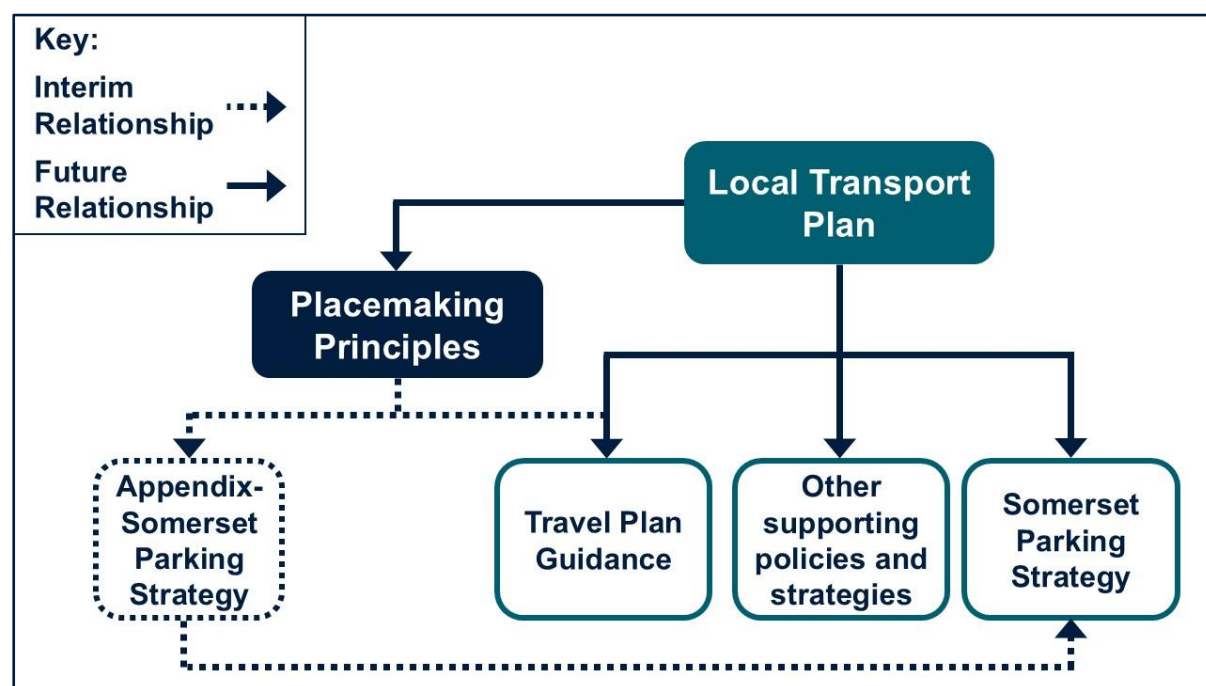 Key:
Interim
Relationship
Future
Relationship
Local Transport
Plan
Placemaking
Principles
Appendix-
Somerset
Parking
Strategy
Travel Plan
Guidance
Other
supporting
policies and
strategies
Somerset
Parking
Strategy